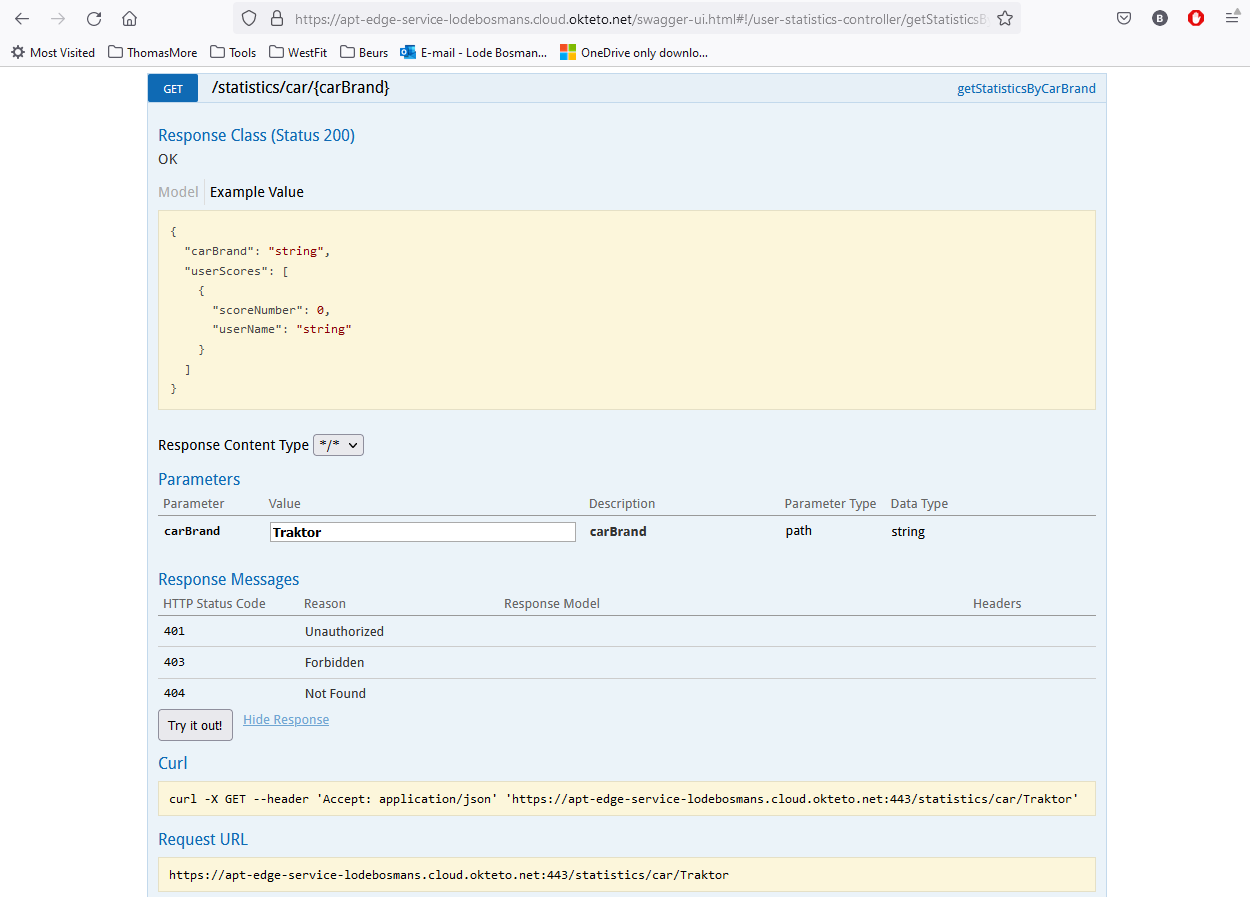 https://apt-edge-service-lodebosmans.cloud.okteto.net/swagger-ui.html#!/user-statistics-controller/getStatisticsB
B
Most Visited ThomasMore Tools WestFit Beurs E-mail - Lode Bosman... OneDrive only downlo...
GET /statistics/car/{carBrand} getStatisticsByCarBrand
Response Class (Status 200)
OK
Model Example Value
{
"carBrand": "string",
"userScores": [
{
"scoreNumber": 0,
"userName": "string"
}
]
}
Response Content Type */*
Parameters
Parameter Value Description Parameter Type Data Type
carBrand Traktor carBrand path string
Response Messages
HTTP Status Code Reason Response Model Headers
401 Unauthorized
403 Forbidden
404 Not Found
Try it out! Hide Response
Curl
curl -X GET --header 'Accept: application/json' 'https://apt-edge-service-lodebosmans.cloud.okteto.net:443/statistics/car/Traktor'
Request URL
https://apt-edge-service-lodebosmans.cloud.okteto.net:443/statistics/car/Traktor